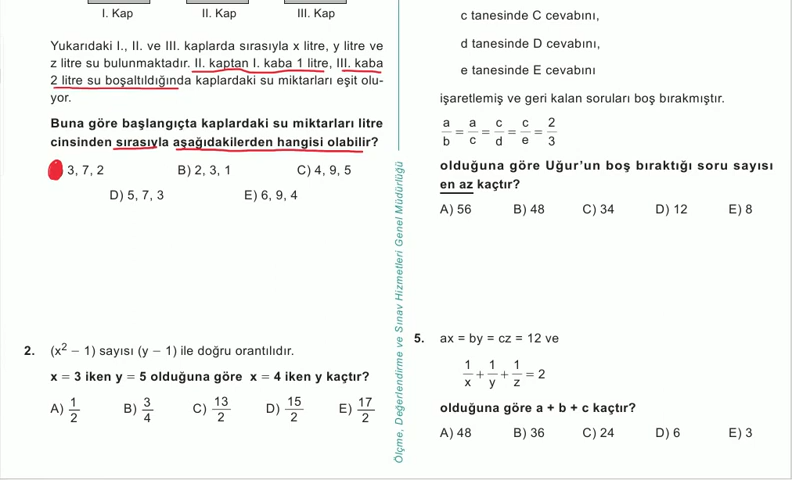 I. Kap II. Kap III. Kap
Yukarıdaki I., II. ve III. kaplarda sırasıyla x litre, y litre ve
z litre su bulunmaktadır. II. kaptan I. kaba 1 litre, III. kaba
2 litre su boşaltıldığında kaplardaki su miktarları eşit olu-
yor.
Buna göre başlangıçta kaplardaki su miktarları litre
cinsinden sırasıyla aşağıdakilerden hangisi olabilir?
3, 7, 2 B) 2, 3, 1 C) 4, 9, 5
D) 5, 7, 3 E) 6, 9, 4
2. (x² − 1) sayısı (y − 1) ile doğru orantılıdır.
x = 3 iken y = 5 olduğuna göre x = 4 iken y kaçtır?
A) 1/2 B) 3/4 C) 13/2 D) 15/2 E) 17/2
Ölçme, Değerlendirme ve Sınav Hizmetleri Genel Müdürlüğü
c tanesinde C cevabını,
d tanesinde D cevabını,
e tanesinde E cevabını
işaretlemiş ve geri kalan soruları boş bırakmıştır.
a/b = a/c = c/d = c/e = 2/3
olduğuna göre Uğur'un boş bıraktığı soru sayısı
en az kaçtır?
A) 56 B) 48 C) 34 D) 12 E) 8
5. ax = by = cz = 12 ve
1/x + 1/y + 1/z = 2
olduğuna göre a + b + c kaçtır?
A) 48 B) 36 C) 24 D) 6 E) 3